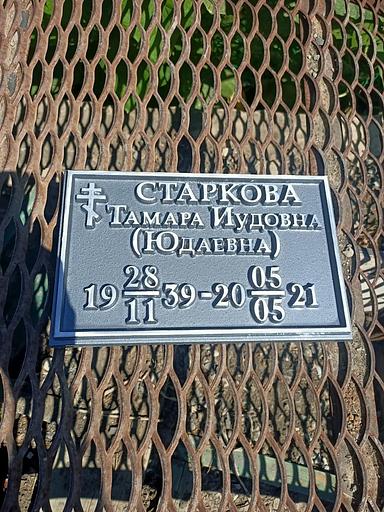 СТАРКОВА
ТАМАРА ИУДОВНА
(ЮДАЕВНА)
19 28/11 39-20 05/05 21